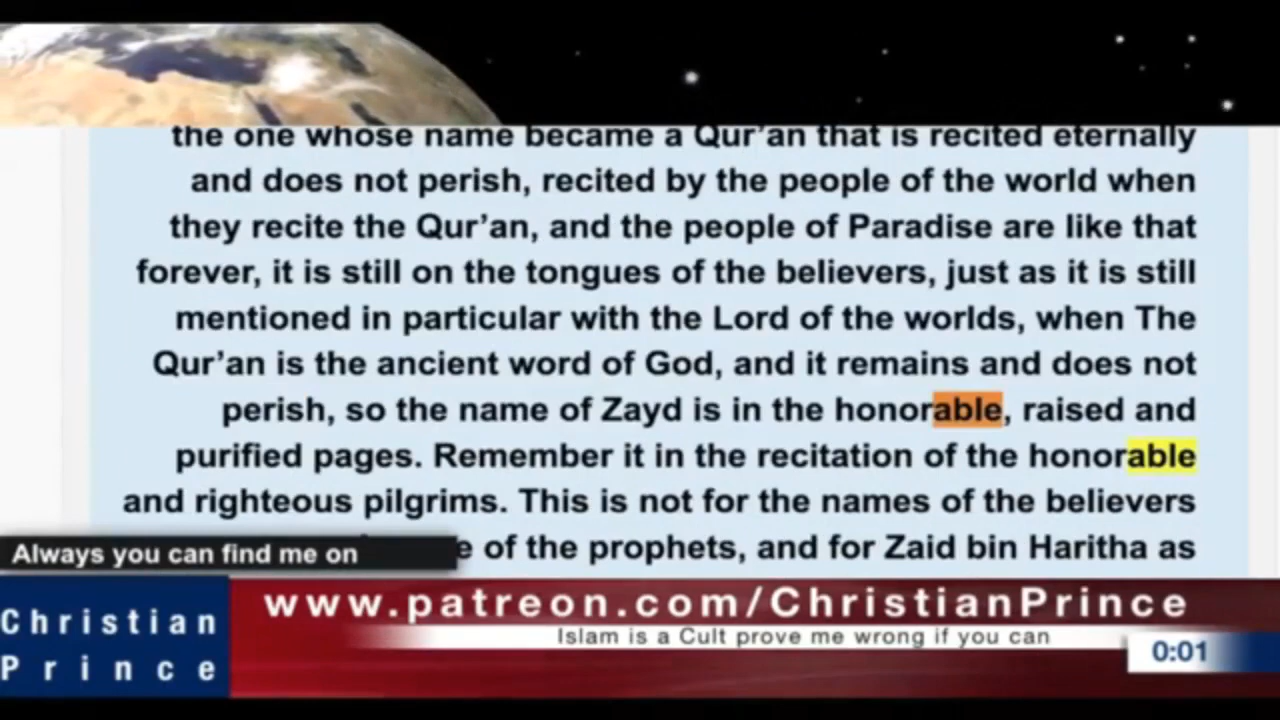 the one whose name became a Qur'an that is recited eternally
and does not perish, recited by the people of the world when
they recite the Qur'an, and the people of Paradise are like that
forever, it is still on the tongues of the believers, just as it is still
mentioned in particular with the Lord of the worlds, when The
Qur'an is the ancient word of God, and it remains and does not
perish, so the name of Zayd is in the honorable, raised and
purified pages. Remember it in the recitation of the honorable
and righteous pilgrims. This is not for the names of the believers
of the prophets, and for Zaid bin Haritha as
Always you can find me on
Christian
Prince
www.patreon.com/ChristianPrince
Islam is a Cult prove me wrong if you can
0:01